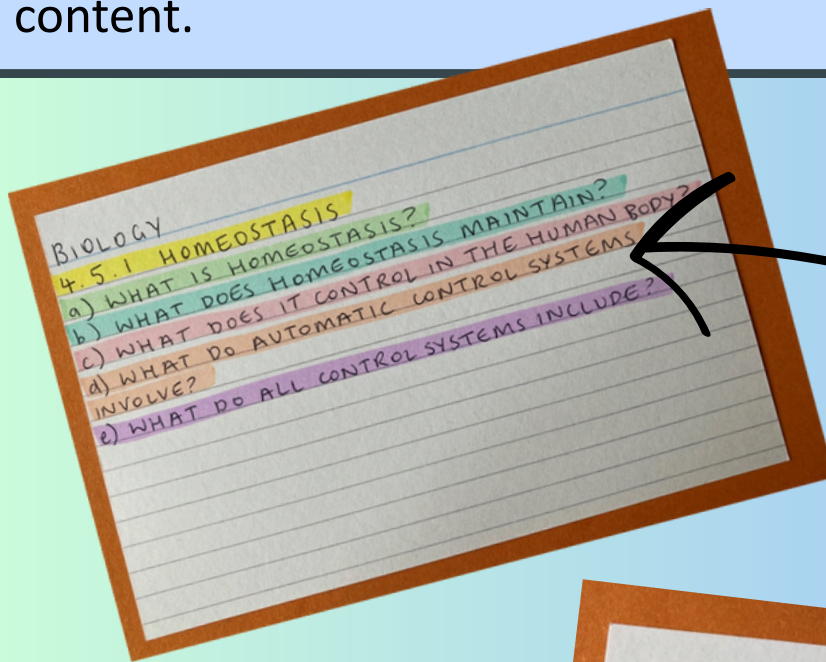 content.
BIOLOGY
4.5.1 HOMEOSTASIS
a) WHAT IS HOMEOSTASIS?
b) WHAT DOES HOMEOSTASIS MAINTAIN?
c) WHAT DOES IT CONTROL IN THE HUMAN BODY?
d) WHAT DO AUTOMATIC CONTROL SYSTEMS
INVOLVE?
e) WHAT DO ALL CONTROL SYSTEMS INCLUDE?